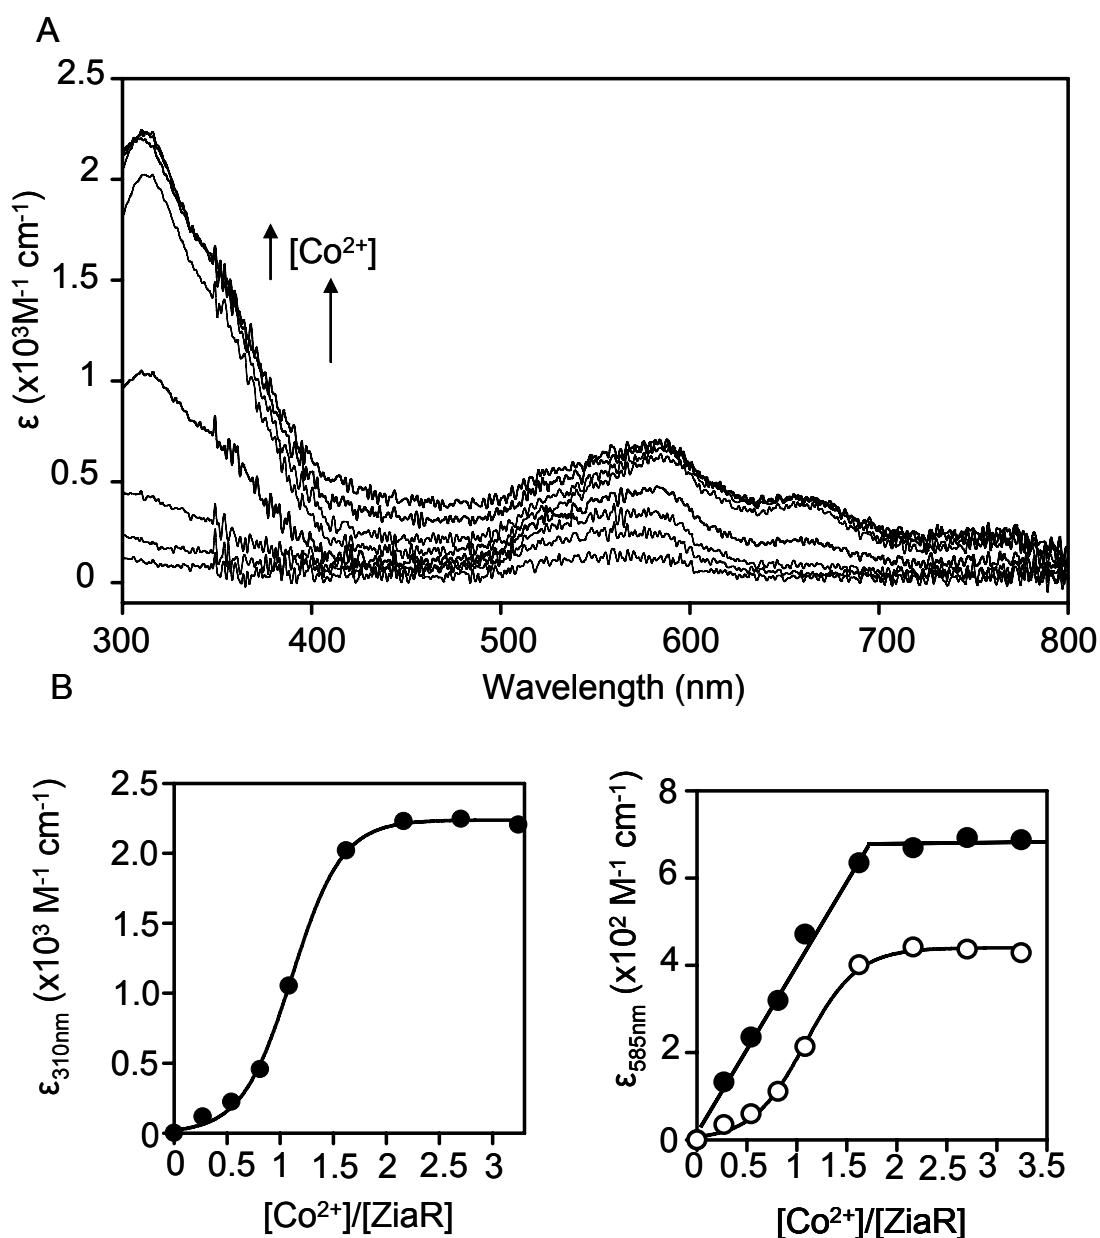 A
2.5
2
1.5
1
0.5
0
ε (x10³M⁻¹ cm⁻¹)
[Co²⁺]
300 400 500 600 700 800
Wavelength (nm)
B
2.5
2.0
1.5
1.0
0.5
0
ε310nm (x10³ M⁻¹ cm⁻¹)
0 0.5 1 1.5 2 2.5 3
[Co²⁺]/[ZiaR]
8
6
4
2
0
ε585nm (x10² M⁻¹ cm⁻¹)
0 0.5 1 1.5 2 2.5 3 3.5
[Co²⁺]/[ZiaR]